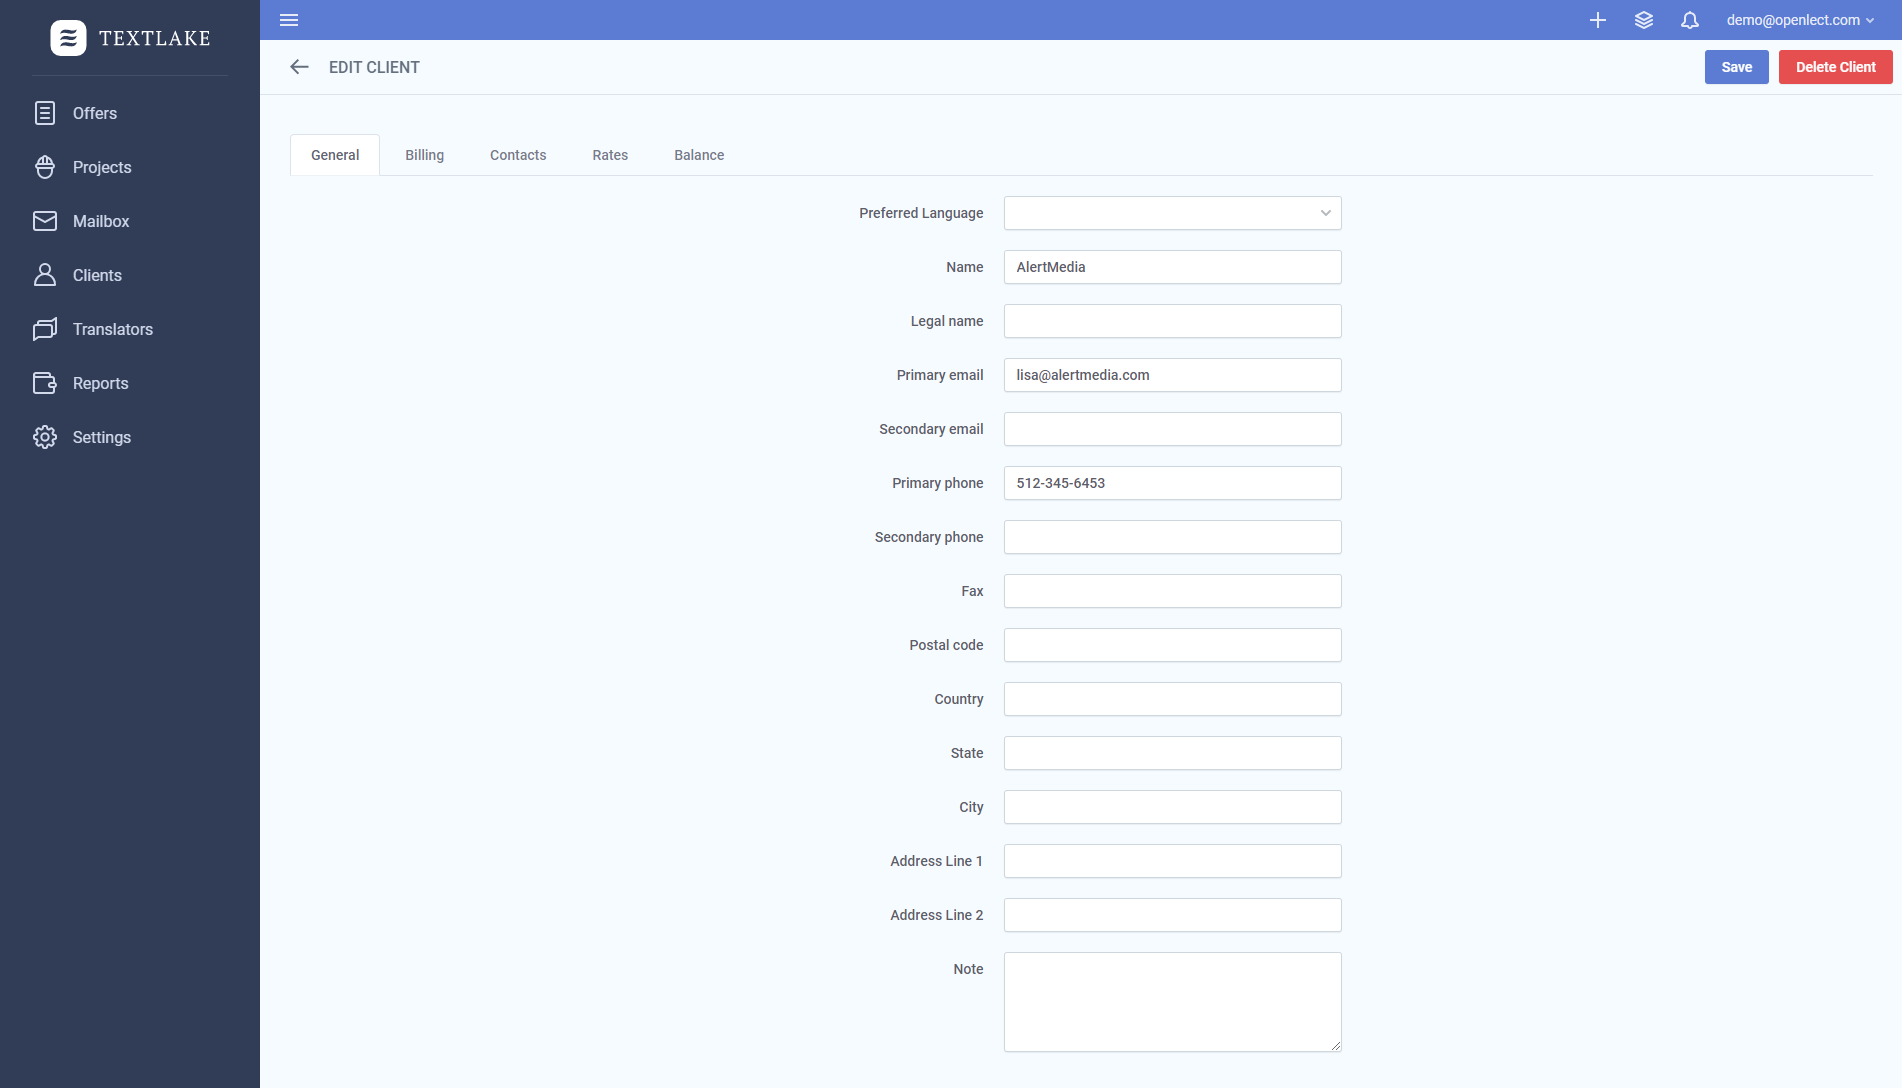 TEXTLAKE
Offers
Projects
Mailbox
Clients
Translators
Reports
Settings
demo@openlect.com
EDIT CLIENT
Save
Delete Client
General
Billing
Contacts
Rates
Balance
Preferred Language
Name
AlertMedia
Legal name
Primary email
lisa@alertmedia.com
Secondary email
Primary phone
512-345-6453
Secondary phone
Fax
Postal code
Country
State
City
Address Line 1
Address Line 2
Note